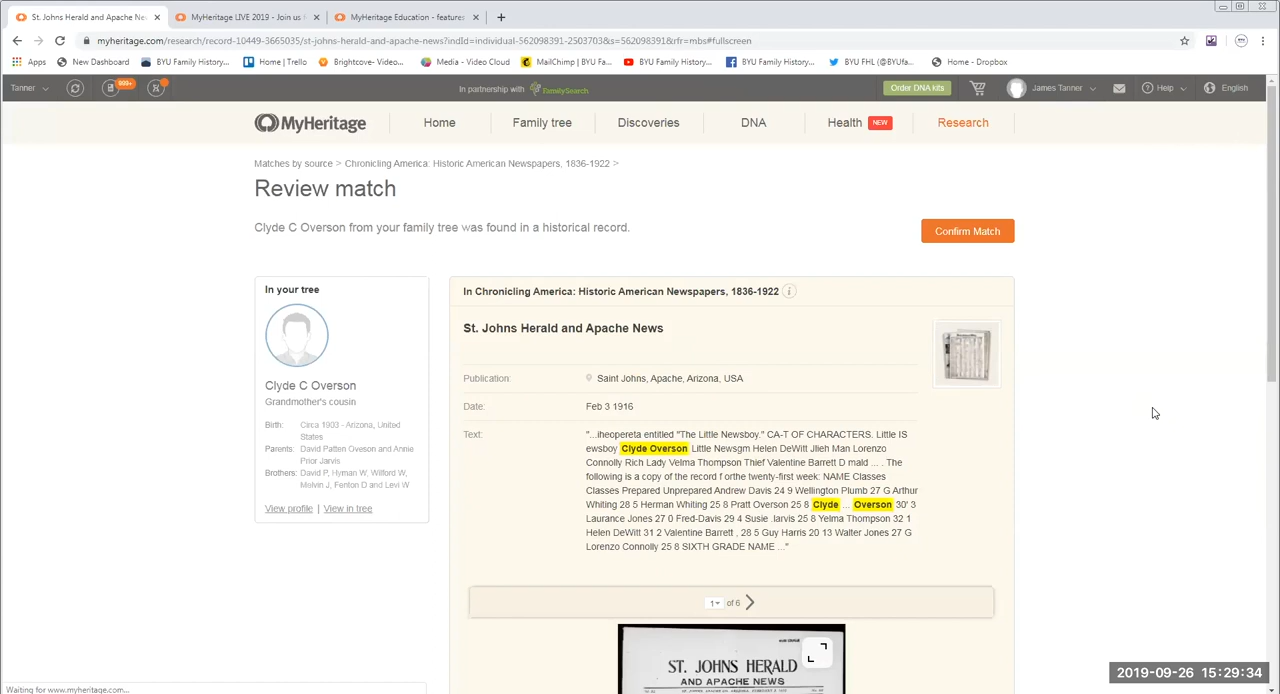 St. Johns Herald and Apache Ne
MyHeritage LIVE 2019 - Join us
MyHeritage Education - features
myheritage.com/research/record-10449-3665035/st-johns-herald-and-apache-news?indId=individual-562098391-2503703&s=562098391&rfr=mbs#fullscreen
Apps New Dashboard BYU Family History... Home | Trello Brightcove- Video... Media - Video Cloud MailChimp | BYU Fa... BYU Family History... BYU Family History... BYU FHL (@BYUfa... Home - Dropbox
Tanner 999+ In partnership with FamilySearch Order DNA kits James Tanner Help English
MyHeritage Home Family tree Discoveries DNA Health NEW Research
Matches by source > Chronicling America: Historic American Newspapers, 1836-1922 >
Review match
Clyde C Overson from your family tree was found in a historical record.
Confirm Match
In your tree
Clyde C Overson
Grandmother's cousin
Birth: Circa 1903 - Arizona, United
States
Parents: David Patten Oveson and Annie
Prior Jarvis
Brothers: David P, Hyman W, Wilford W,
Melvin J, Fenton D and Levi W
View profile | View in tree
In Chronicling America: Historic American Newspapers, 1836-1922
St. Johns Herald and Apache News
Publication: Saint Johns, Apache, Arizona, USA
Date: Feb 3 1916
Text: "...iheopereta entitled "The Little Newsboy." CA-T OF CHARACTERS. Little IS
ewsboy Clyde Overson Little Newsgm Helen DeWitt Jlieh Man Lorenzo
Connolly Rich Lady Velma Thompson Thief Valentine Barrett D mald ... . The
following is a copy of the record f orthe twenty-first week: NAME Classes
Classes Prepared Unprepared Andrew Davis 24 9 Wellington Plumb 27 G Arthur
Whiting 28 5 Herman Whiting 25 8 Pratt Overson 25 8 Clyde ... Overson 30' 3
Laurance Jones 27 0 Fred-Davis 29 4 Susie .larvis 25 8 Yelma Thompson 32 1
Helen DeWitt 31 2 Valentine Barrett , 28 5 Guy Harris 20 13 Walter Jones 27 G
Lorenzo Connolly 25 8 SIXTH GRADE NAME ..."
1 of 6
ST. JOHNS HERALD
AND APACHE NEWS
2019-09-26 15:29:34
Waiting for www.myheritage.com...